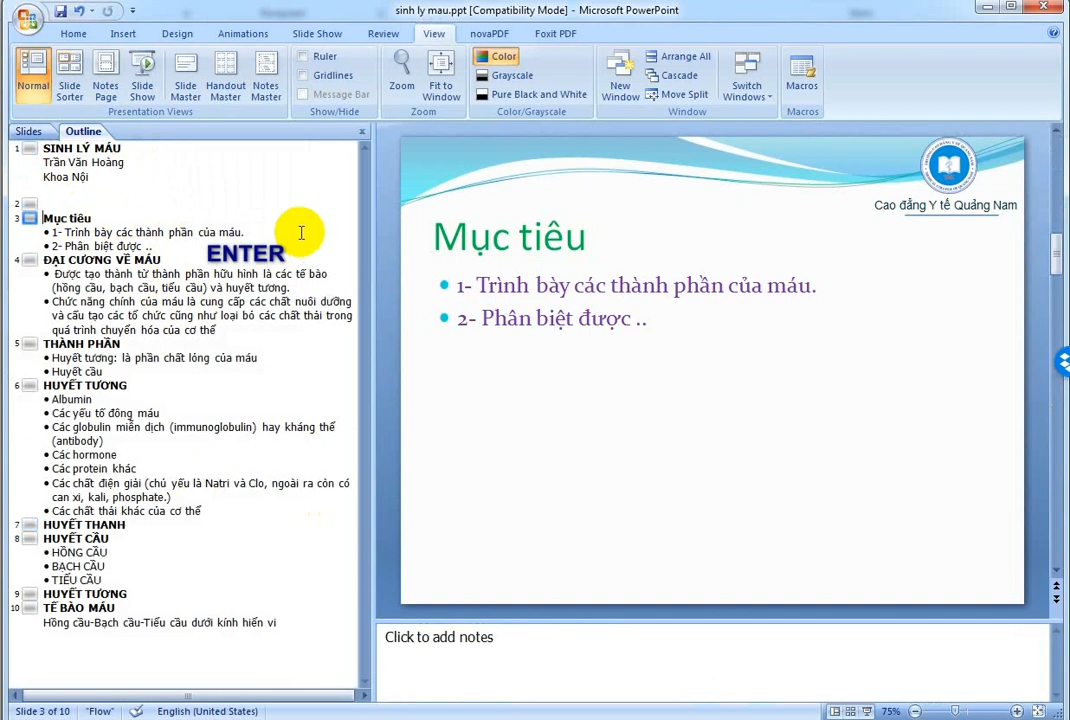 sinh ly mau.ppt [Compatibility Mode] - Microsoft PowerPoint
Home Insert Design Animations Slide Show Review View novaPDF Foxit PDF
Normal Slide Sorter Notes Page Slide Show Slide Master Handout Master Notes Master
Presentation Views
Ruler
Gridlines
Message Bar
Show/Hide
Zoom Fit to Window
Zoom
Color
Grayscale
Pure Black and White
Color/Grayscale
New Window
Arrange All
Cascade
Move Split
Switch Windows
Window
Macros
Macros
Slides Outline
1 SINH LÝ MÁU
Trần Văn Hoàng
Khoa Nội
2
3 Mục tiêu
• 1- Trình bày các thành phần của máu.
• 2- Phân biệt được ..
ENTER
4 ĐẠI CƯƠNG VỀ MÁU
• Được tạo thành từ thành phần hữu hình là các tế bào
(hồng cầu, bạch cầu, tiểu cầu) và huyết tương.
• Chức năng chính của máu là cung cấp các chất nuôi dưỡng
và cấu tạo các tổ chức cũng như loại bỏ các chất thải trong
quá trình chuyển hóa của cơ thể
5 THÀNH PHẦN
• Huyết tương: là phần chất lỏng của máu
• Huyết cầu
6 HUYẾT TƯƠNG
• Albumin
• Các yếu tố đông máu
• Các globulin miễn dịch (immunoglobulin) hay kháng thể
(antibody)
• Các hormone
• Các protein khác
• Các chất điện giải (chủ yếu là Natri và Clo, ngoài ra còn có
can xi, kali, phosphate.)
• Các chất thải khác của cơ thể
7 HUYẾT THANH
8 HUYẾT CẦU
• HỒNG CẦU
• BẠCH CẦU
• TIỂU CẦU
9 HUYẾT TƯƠNG
10 TẾ BÀO MÁU
Hồng cầu-Bạch cầu-Tiểu cầu dưới kính hiển vi
Cao đẳng Y tế Quảng Nam
Mục tiêu
• 1- Trình bày các thành phần của máu.
• 2- Phân biệt được ..
Click to add notes
Slide 3 of 10 "Flow" English (United States) 75%